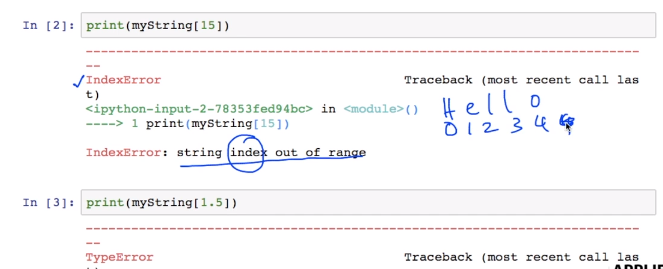 In [2]: print(myString[15])
---------------------------------------------------------------------------
IndexError Traceback (most recent call las
t)
<ipython-input-2-78353fed94bc> in <module>()
----> 1 print(myString[15])
Hello
0 1 2 3 4
IndexError: string index out of range
In [3]: print(myString[1.5])
---------------------------------------------------------------------------
TypeError Traceback (most recent call las